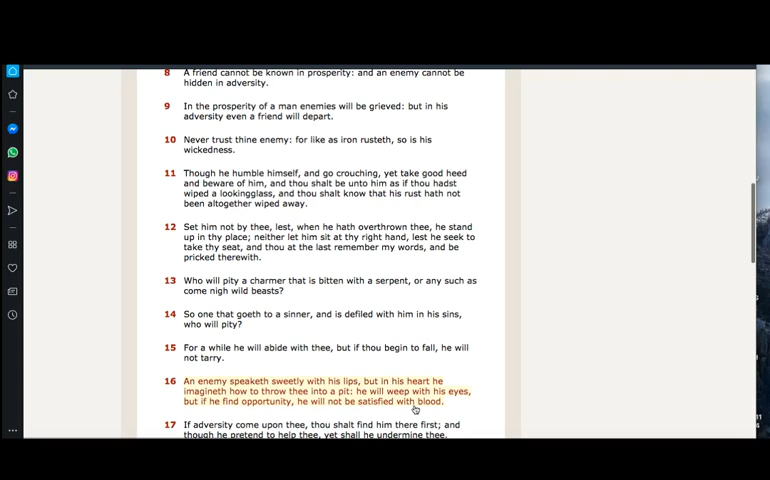 8 A friend cannot be known in prosperity: and an enemy cannot be
hidden in adversity.
9 In the prosperity of a man enemies will be grieved: but in his
adversity even a friend will depart.
10 Never trust thine enemy: for like as iron rusteth, so is his
wickedness.
11 Though he humble himself, and go crouching, yet take good heed
and beware of him, and thou shalt be unto him as if thou hadst
wiped a lookingglass, and thou shalt know that his rust hath not
been altogether wiped away.
12 Set him not by thee, lest, when he hath overthrown thee, he stand
up in thy place; neither let him sit at thy right hand, lest he seek to
take thy seat, and thou at the last remember my words, and be
pricked therewith.
13 Who will pity a charmer that is bitten with a serpent, or any such as
come nigh wild beasts?
14 So one that goeth to a sinner, and is defiled with him in his sins,
who will pity?
15 For a while he will abide with thee, but if thou begin to fall, he will
not tarry.
16 An enemy speaketh sweetly with his lips, but in his heart he
imagineth how to throw thee into a pit: he will weep with his eyes,
but if he find opportunity, he will not be satisfied with blood.
17 If adversity come upon thee, thou shalt find him there first; and
though he pretend to help thee, yet shall he undermine thee.